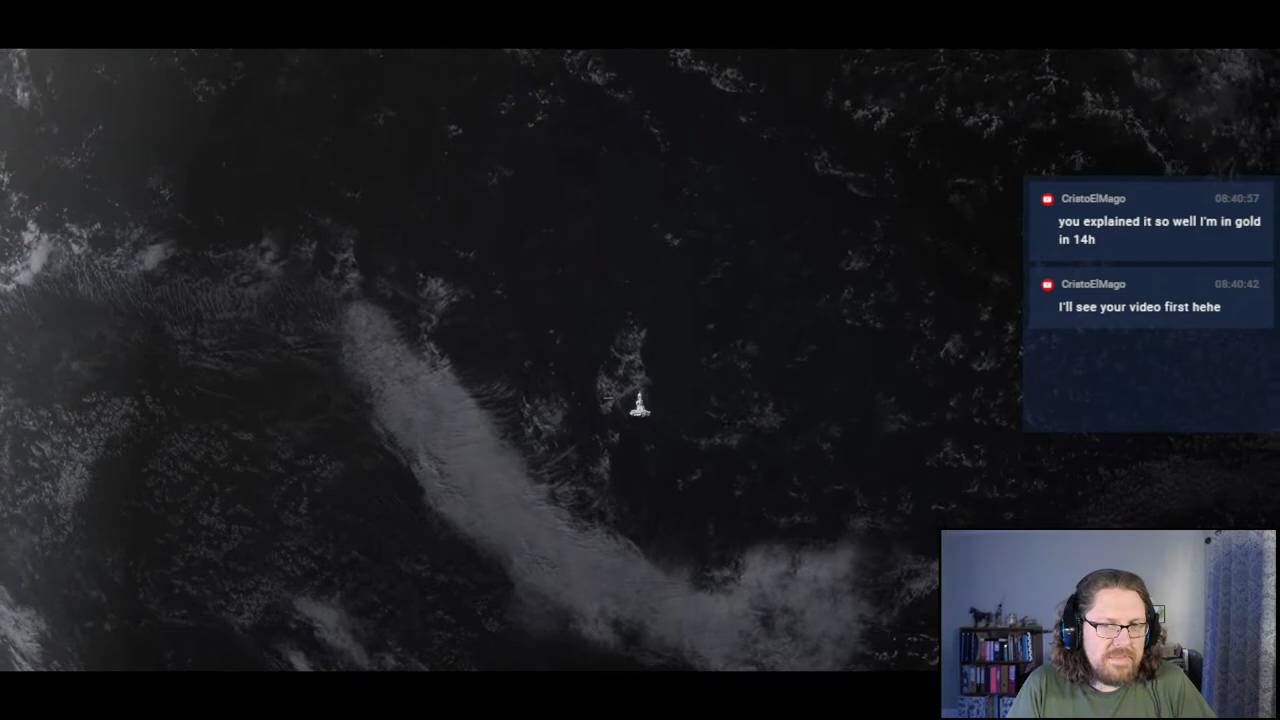 CristoElMago 08:40:57
you explained it so well I'm in gold
in 14h
CristoElMago 08:40:42
I'll see your video first hehe